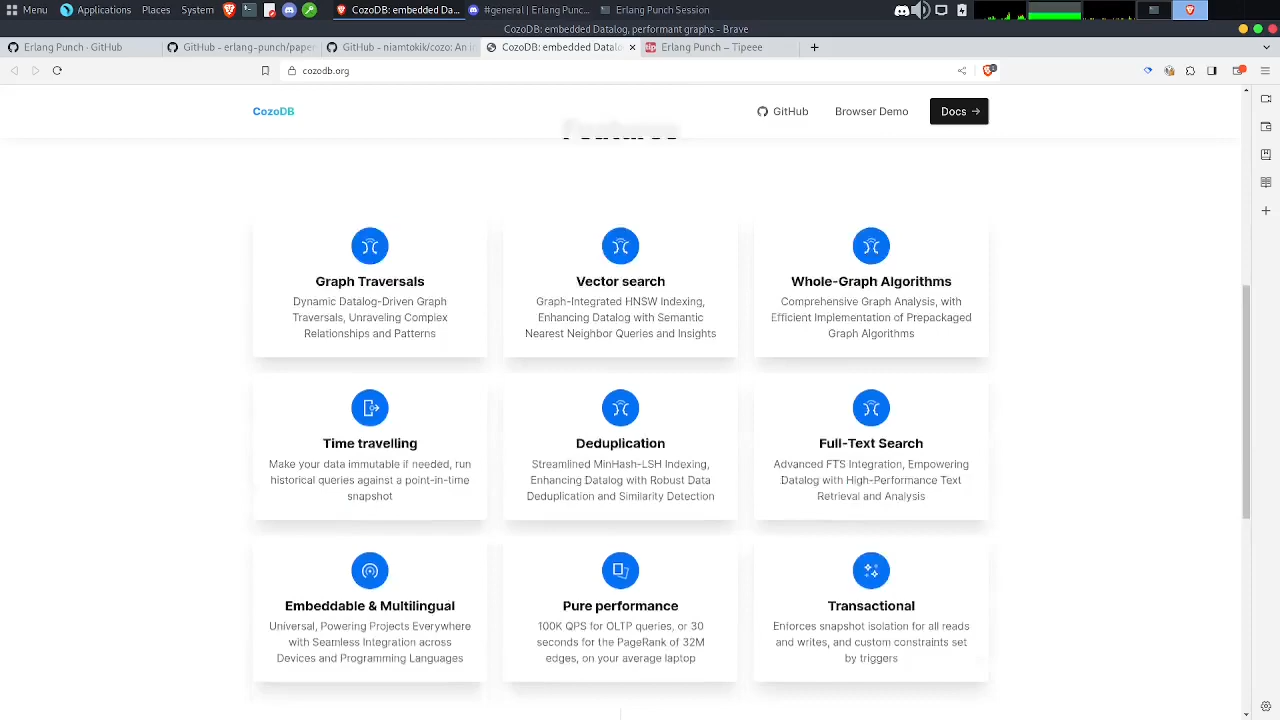 Menu Applications Places System CozoDB: embedded Da... #general | Erlang Punc... Erlang Punch Session
CozoDB: embedded Datalog, performant graphs - Brave
Erlang Punch · GitHub GitHub - erlang-punch/pape GitHub - niamtokik/cozo: An i CozoDB: embedded Datalo Erlang Punch – Tipeee
cozodb.org
CozoDB GitHub Browser Demo Docs →
Features
Graph Traversals
Dynamic Datalog-Driven Graph
Traversals, Unraveling Complex
Relationships and Patterns
Vector search
Graph-Integrated HNSW Indexing,
Enhancing Datalog with Semantic
Nearest Neighbor Queries and Insights
Whole-Graph Algorithms
Comprehensive Graph Analysis, with
Efficient Implementation of Prepackaged
Graph Algorithms
Time travelling
Make your data immutable if needed, run
historical queries against a point-in-time
snapshot
Deduplication
Streamlined MinHash-LSH Indexing,
Enhancing Datalog with Robust Data
Deduplication and Similarity Detection
Full-Text Search
Advanced FTS Integration, Empowering
Datalog with High-Performance Text
Retrieval and Analysis
Embeddable & Multilingual
Universal, Powering Projects Everywhere
with Seamless Integration across
Devices and Programming Languages
Pure performance
100K QPS for OLTP queries, or 30
seconds for the PageRank of 32M
edges, on your average laptop
Transactional
Enforces snapshot isolation for all reads
and writes, and custom constraints set
by triggers